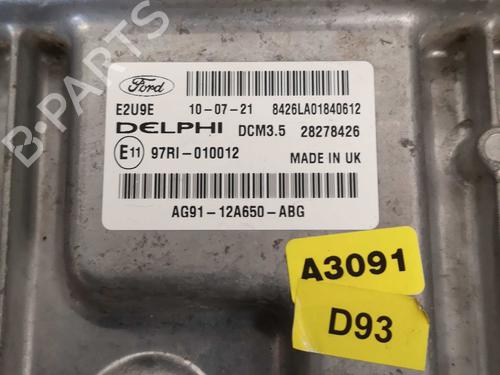 B-PARTS
Ford
E2U9E 10-07-21 8426LA01840612
DELPHI DCM3.5 28278426
E11 97RI-010012 MADE IN UK
AG91-12A650-ABG
A3091
D93